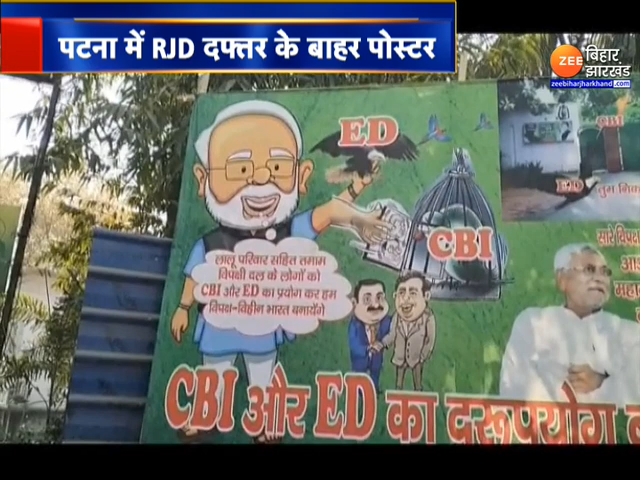 पटना में RJD दफ्तर के बाहर पोस्टर
ZEE बिहार झारखंड
zeebiharjharkhand.com
ED
CBI
लालू परिवार सहित तमाम
विपक्षी दल के लोगों को
CBI और ED का प्रयोग कर हम
विपक्ष-विहीन भारत बनायेंगे
CBI
ED
तुम
सारे
CBI और ED का दुरूपयोग